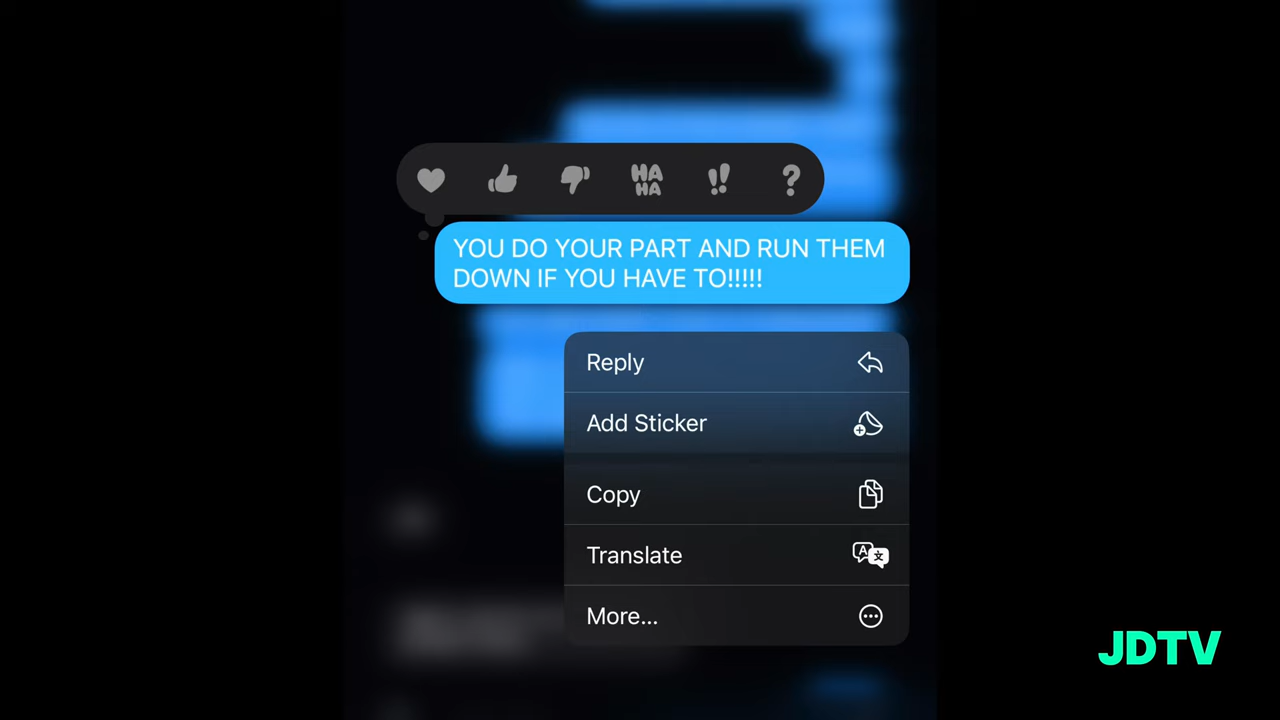 HA
HA
!!
?
YOU DO YOUR PART AND RUN THEM
DOWN IF YOU HAVE TO!!!!!
Reply
Add Sticker
Copy
Translate
More...
JDTV